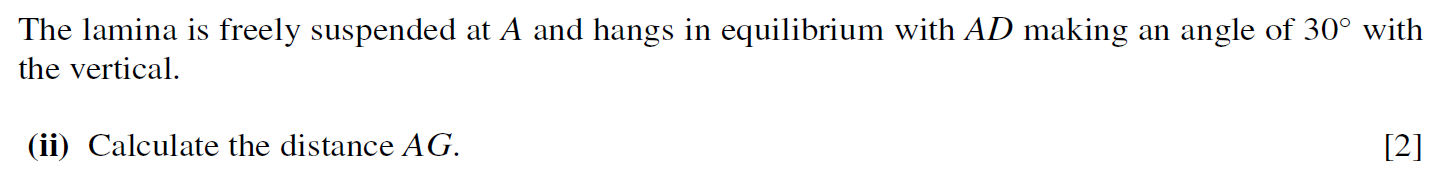 The lamina is freely suspended at A and hangs in equilibrium with AD making an angle of 30° with
the vertical.
(ii) Calculate the distance AG. [2]